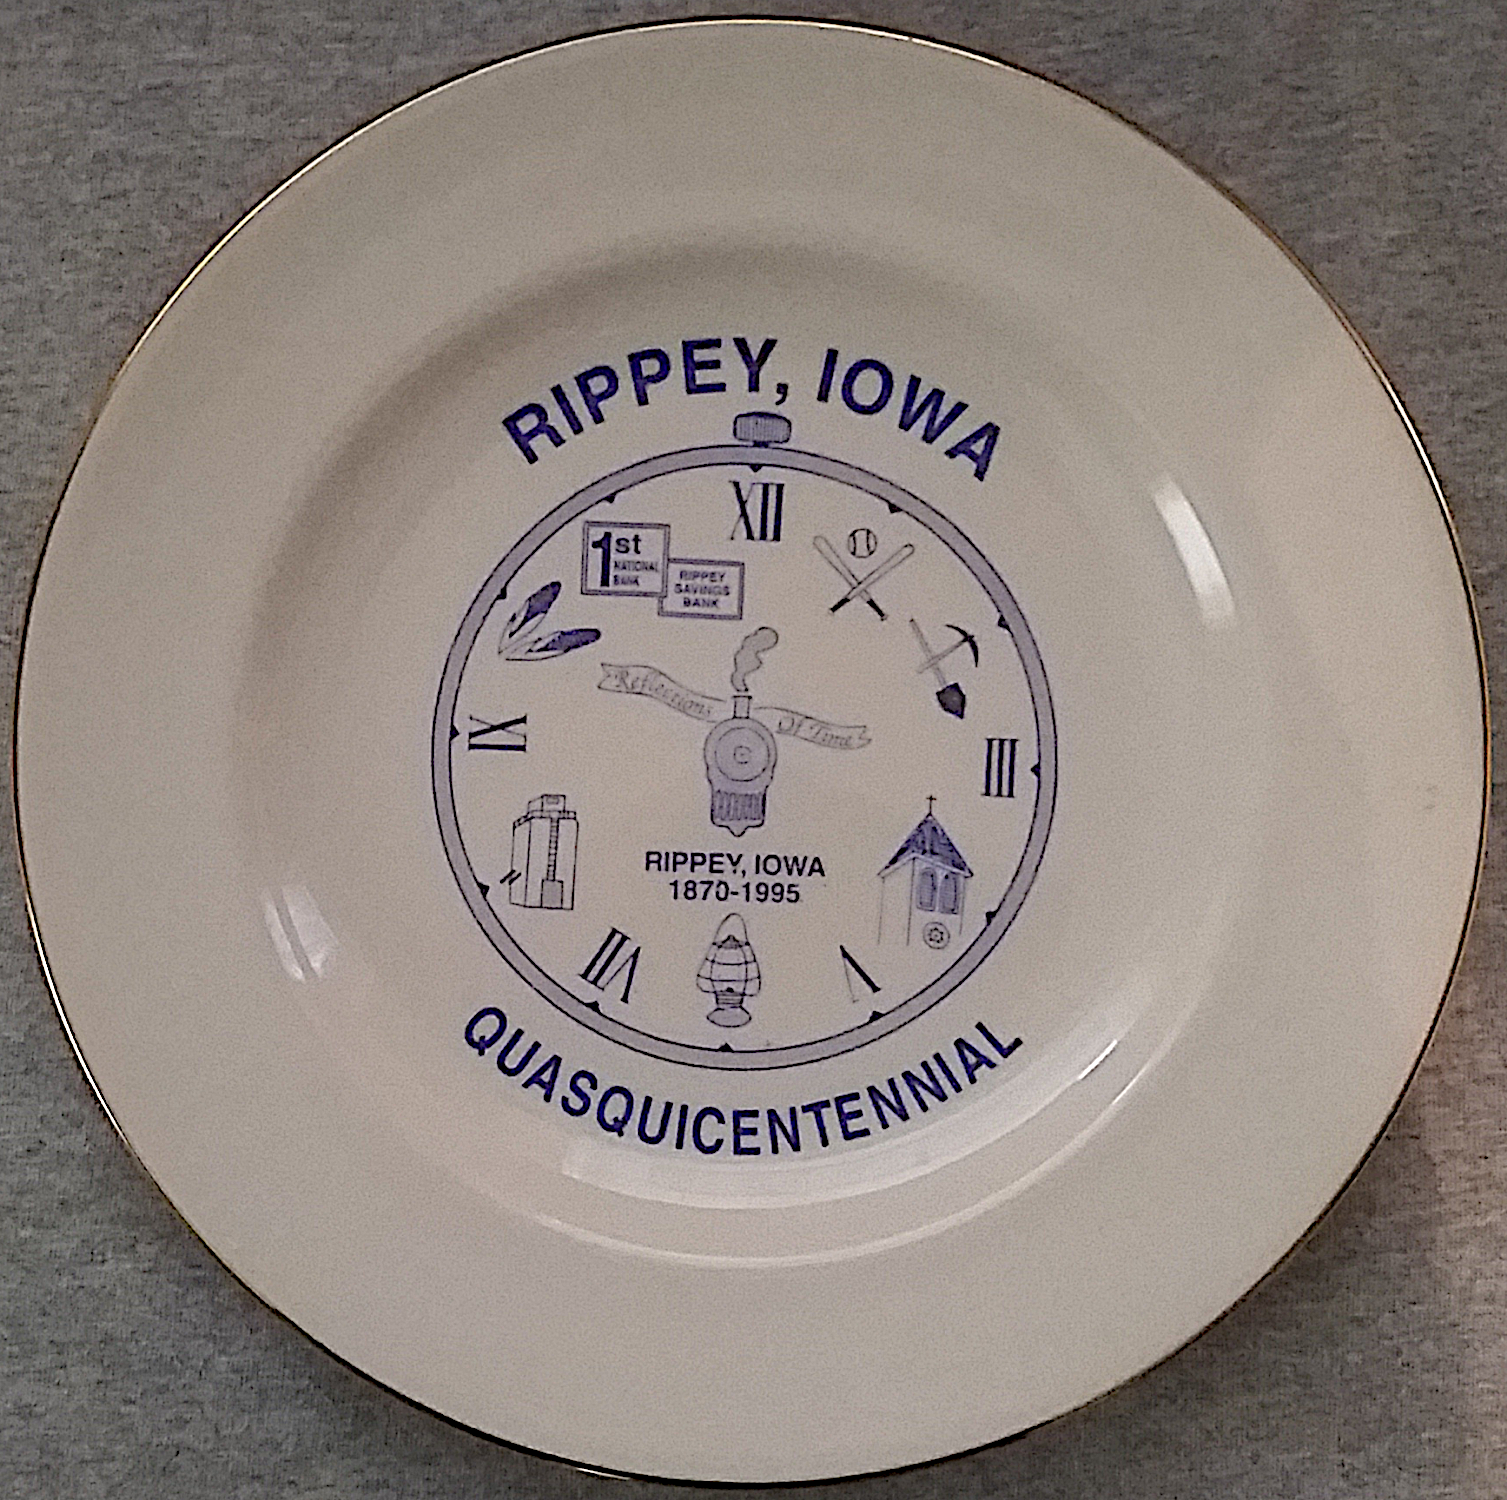 RIPPEY, IOWA
XII
1st
NATIONAL
BANK
RIPPEY
SAVINGS
BANK
Reflections Of Time
IX
III
RIPPEY, IOWA
1870-1995
VII
V
QUASQUICENTENNIAL